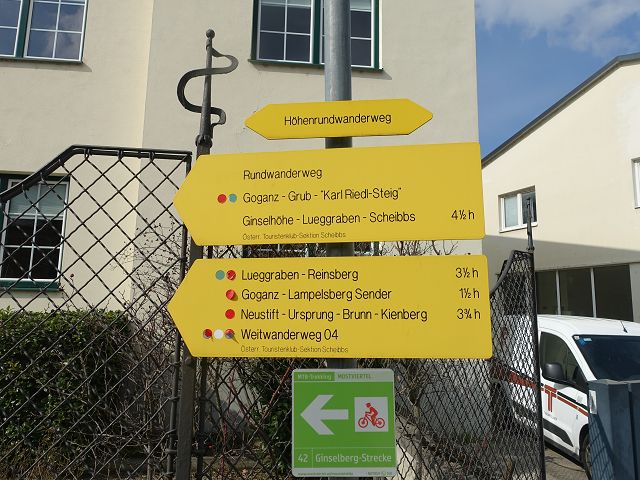 Höhenrundwanderweg
Rundwanderweg
Goganz - Grub - "Karl Riedl-Steig"
Ginselhöhe - Lueggraben - Scheibbs 4½ h
Österr. Touristenklub-Sektion Scheibbs
Lueggraben - Reinsberg 3½ h
Goganz - Lampelsberg Sender 1½ h
Neustift - Ursprung - Brunn - Kienberg 3¾ h
Weitwanderweg 04
Österr. Touristenklub-Sektion Scheibbs
MTB-Training MOSTVIERTEL
42 Ginselberg-Strecke